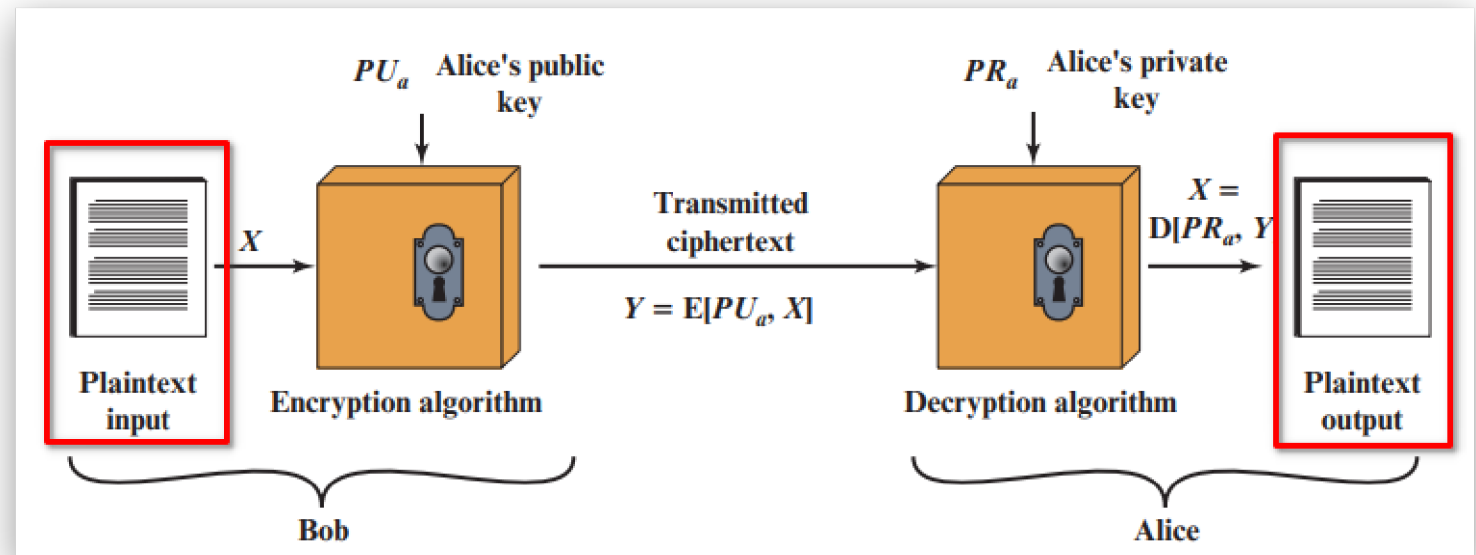 PUa Alice's public
key
PRa Alice's private
key
X
Transmitted
ciphertext
Y = E[PUa, X]
X =
D[PRa, Y
Plaintext
input
Encryption algorithm
Decryption algorithm
Plaintext
output
Bob
Alice